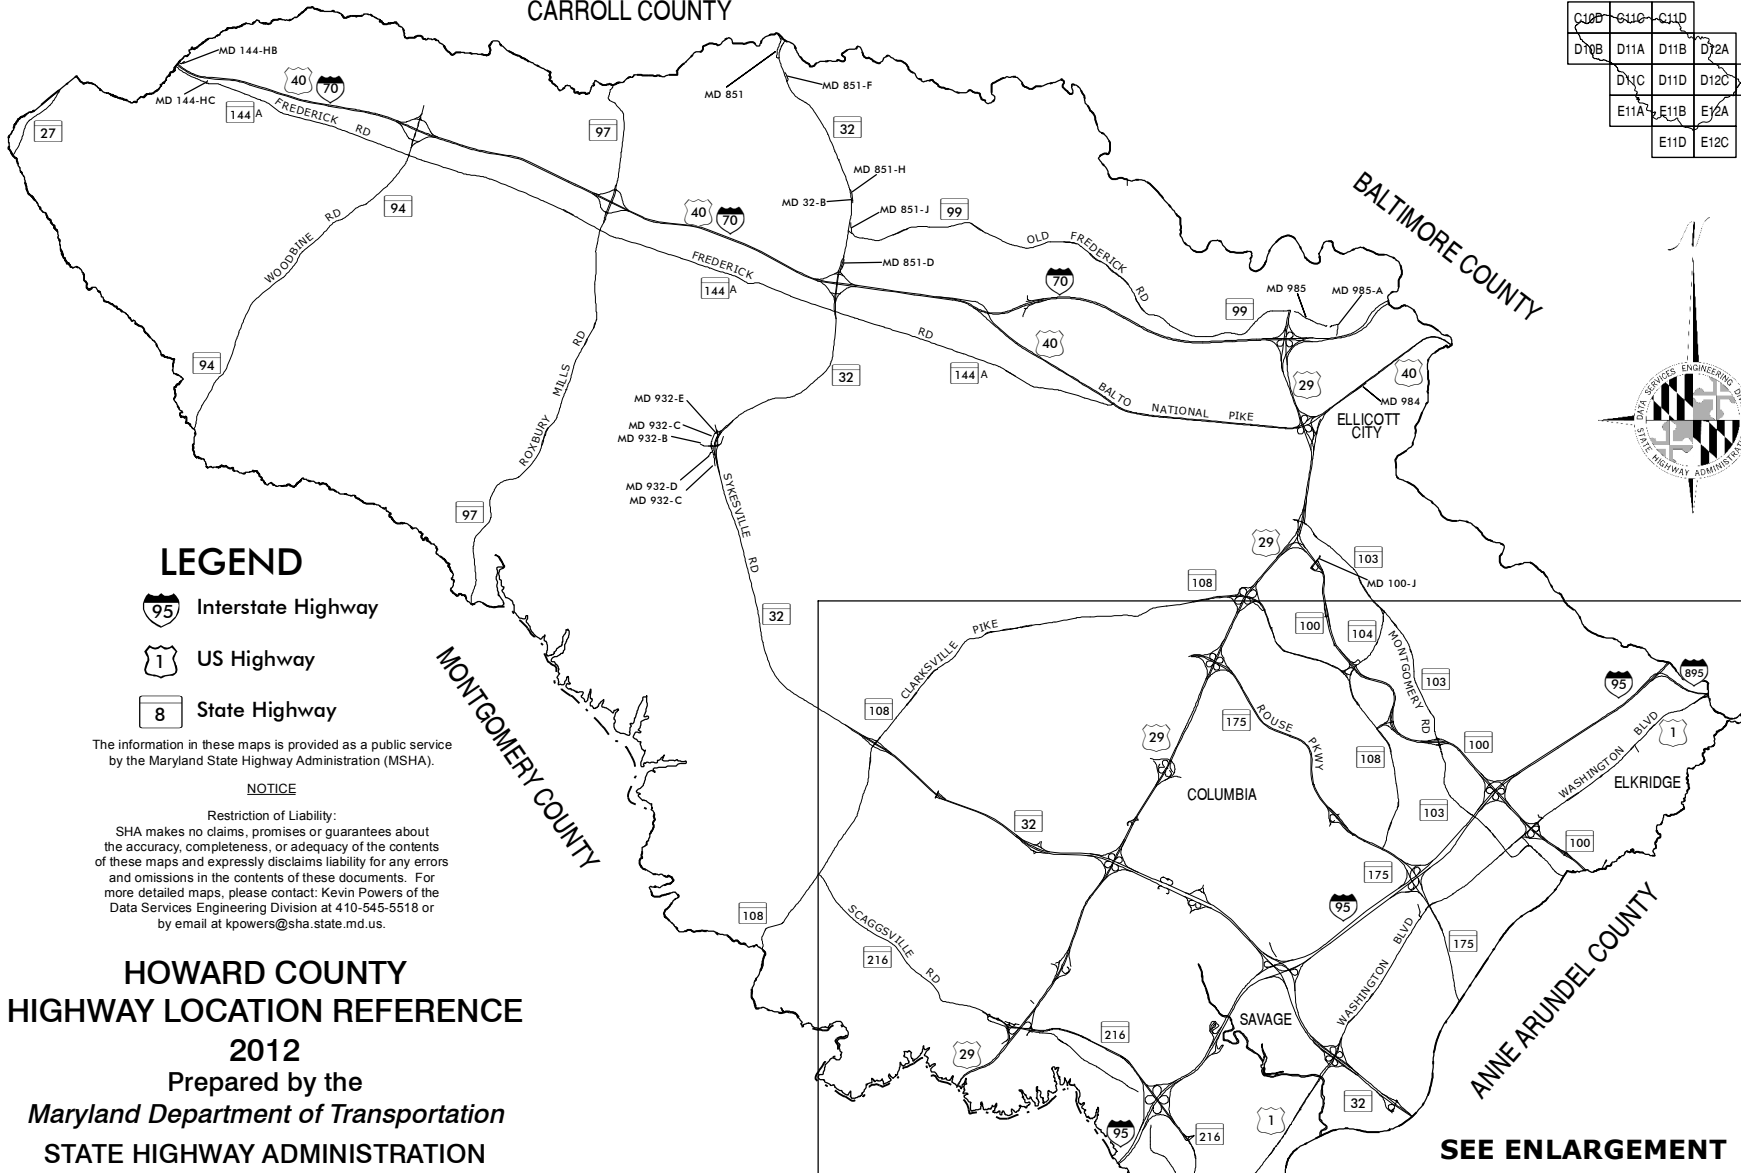 CARROLL COUNTY
C10D C11C C11D
D10B D11A D11B D12A
D11C D11D D12C
E11A E11B E12A
E11D E12C
MD 144-HB
MD 144-HC
40
70
144 A
FREDERICK RD
27
94
WOODBINE RD
94
97
MD 851
MD 851-F
32
MD 851-H
MD 32-B
MD 851-J
99
OLD FREDERICK RD
40
70
MD 851-D
FREDERICK
144 A
RD
70
99
MD 985
MD 985-A
BALTIMORE COUNTY
40
32
144 A
BALTO NATIONAL PIKE
29
40
MD 984
ELLICOTT
CITY
DATA SERVICES ENGINEERING
STATE HIGHWAY
MD 932-E
MD 932-C
MD 932-B
MD 932-D
MD 932-C
SYKESVILLE RD
ROXBURY MILLS RD
97
29
103
MD 100-J
108
32
CLARKSVILLE PIKE
100
104
MONTGOMERY RD
103
95
895
108
175
ROUSE PKWY
29
100
108
WASHINGTON BLVD
1
COLUMBIA
ELKRIDGE
103
32
100
175
95
108
SCAGGSVILLE RD
216
WASHINGTON BLVD
175
SAVAGE
216
29
32
1
95
216
MONTGOMERY COUNTY
ANNE ARUNDEL COUNTY
LEGEND
95 Interstate Highway
1 US Highway
8 State Highway
The information in these maps is provided as a public service
by the Maryland State Highway Administration (MSHA).
NOTICE
Restriction of Liability:
SHA makes no claims, promises or guarantees about
the accuracy, completeness, or adequacy of the contents
of these maps and expressly disclaims liability for any errors
and omissions in the contents of these documents. For
more detailed maps, please contact: Kevin Powers of the
Data Services Engineering Division at 410-545-5518 or
by email at kpowers@sha.state.md.us.
HOWARD COUNTY
HIGHWAY LOCATION REFERENCE
2012
Prepared by the
Maryland Department of Transportation
STATE HIGHWAY ADMINISTRATION
SEE ENLARGEMENT